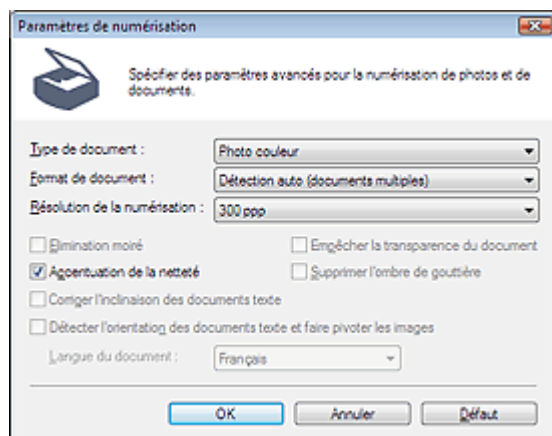 Paramètres de numérisation
Spécifier des paramètres avancés pour la numérisation de photos et de
documents.
Type de document : Photo couleur
Format de document : Détection auto (documents multiples)
Résolution de la numérisation : 300 ppp
Elimination moiré Empêcher la transparence du document
Accentuation de la netteté Supprimer l'ombre de gouttière
Corriger l'inclinaison des documents texte
Détecter l'orientation des documents texte et faire pivoter les images
Langue du document : Français
OK Annuler Défaut